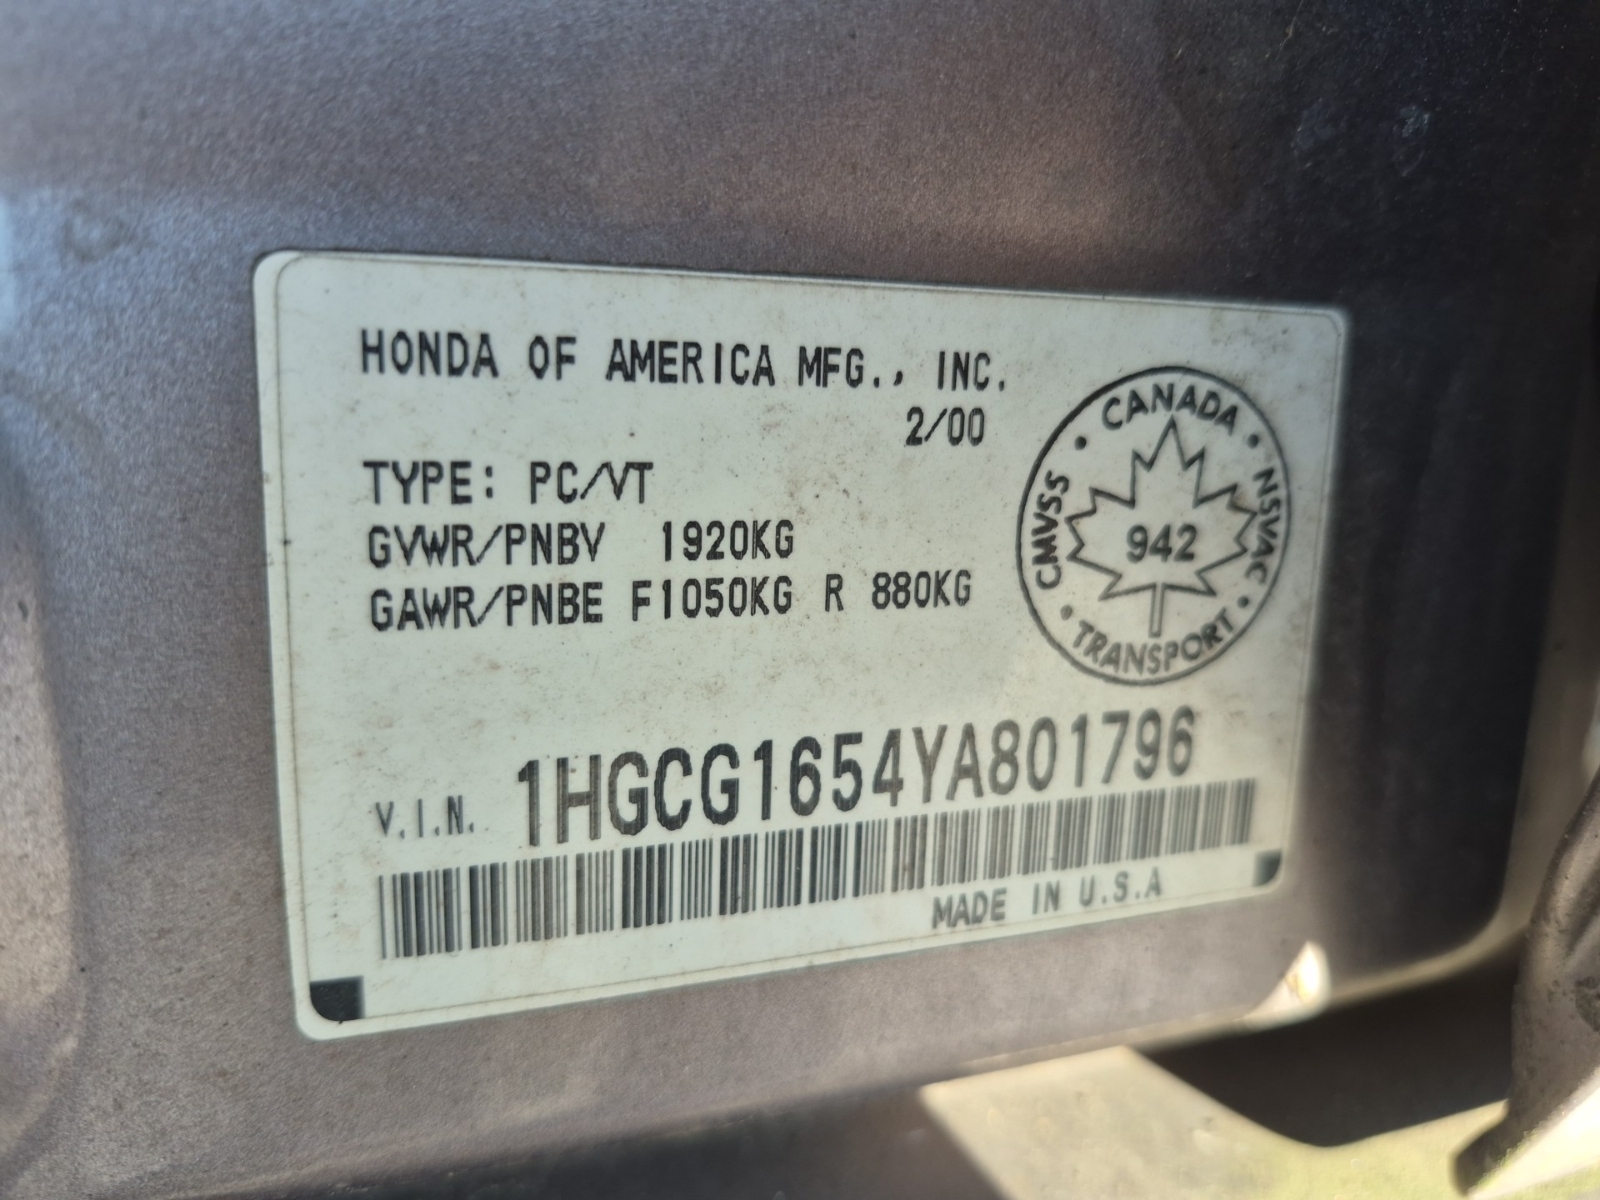 HONDA OF AMERICA MFG., INC.
2/00
TYPE: PC/VT
GVWR/PNBV 1920KG
GAWR/PNBE F1050KG R 880KG
CANADA
CMVSS
NSVAC
942
TRANSPORT
V.I.N. 1HGCG1654YA801796
MADE IN U.S.A